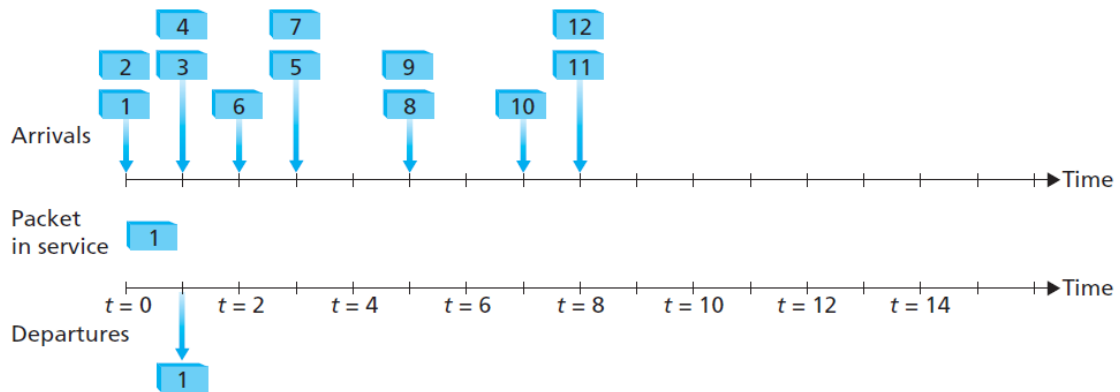 4 7 12
2 3 5 9 11
1 6 8 10
Arrivals
Time
Packet
in service
1
Time
t = 0 t = 2 t = 4 t = 6 t = 8 t = 10 t = 12 t = 14
Departures
1